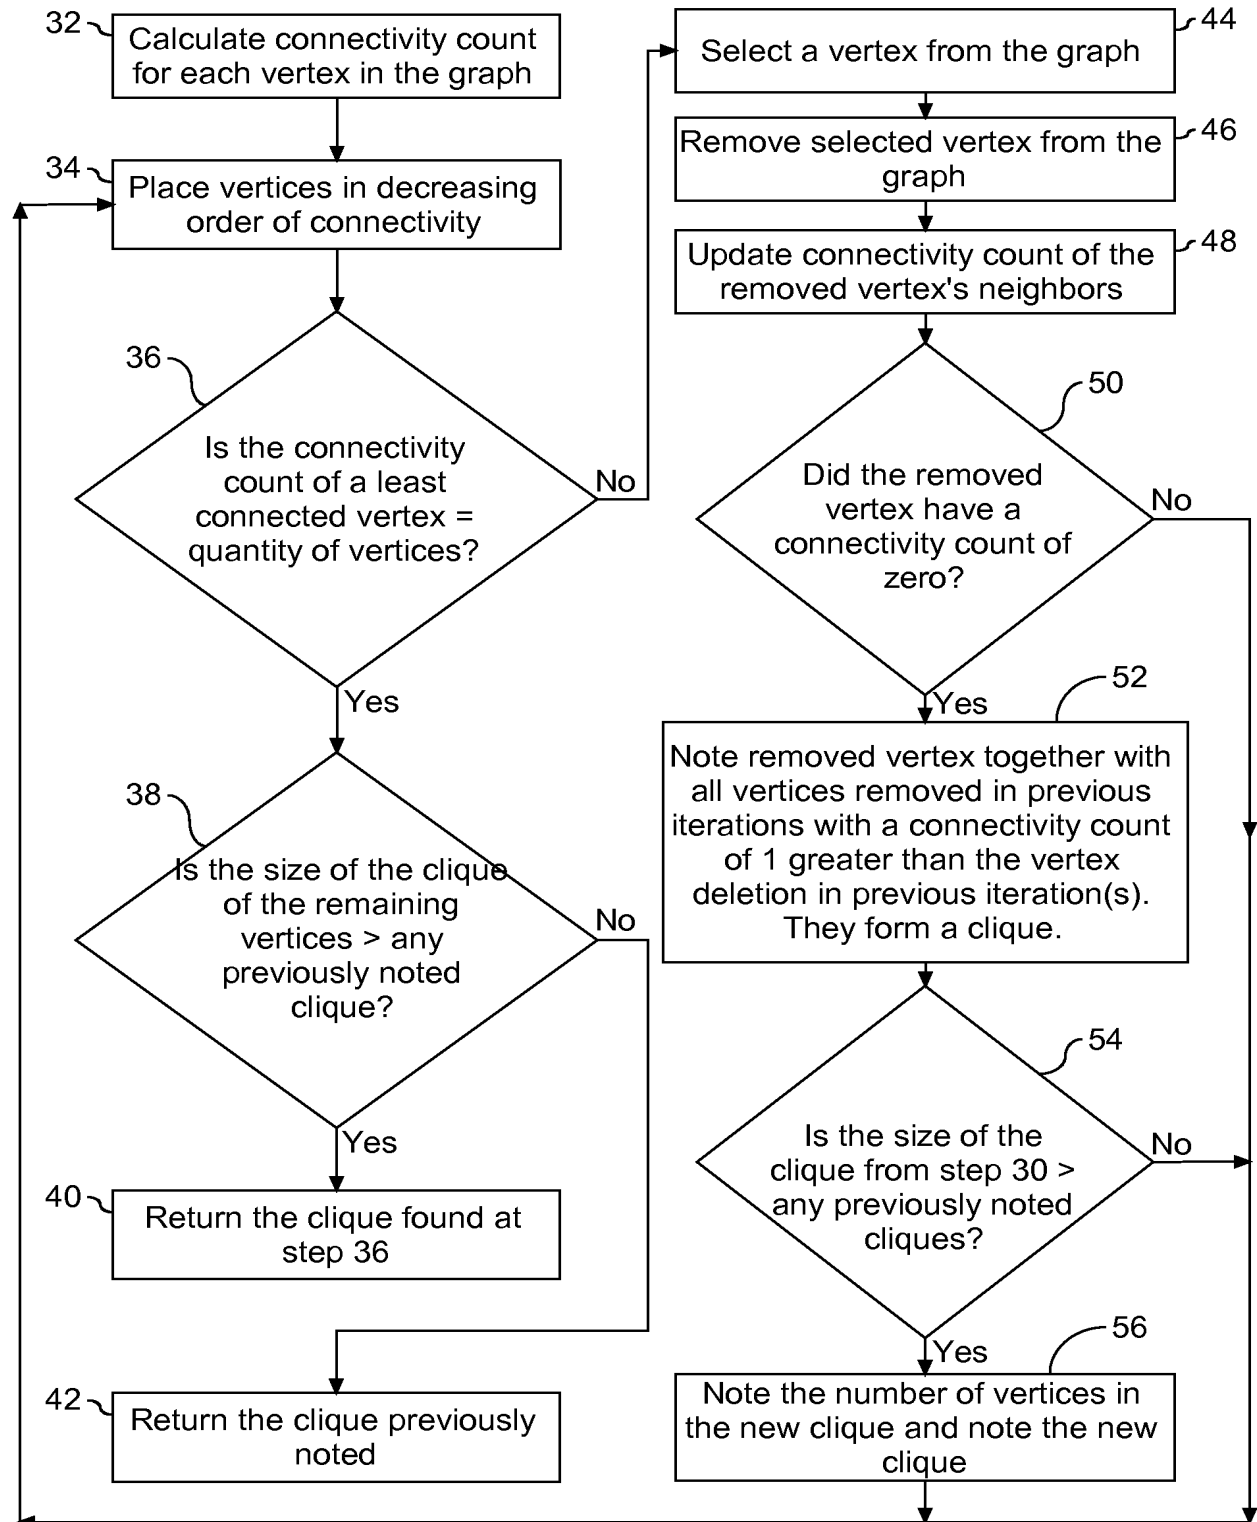 32
Calculate connectivity count
for each vertex in the graph
34
Place vertices in decreasing
order of connectivity
36
Is the connectivity
count of a least
connected vertex =
quantity of vertices?
No
Yes
38
Is the size of the clique
of the remaining
vertices > any
previously noted
clique?
No
Yes
40
Return the clique found at
step 36
42
Return the clique previously
noted
44
Select a vertex from the graph
46
Remove selected vertex from the
graph
48
Update connectivity count of the
removed vertex's neighbors
50
Did the removed
vertex have a
connectivity count of
zero?
No
Yes
52
Note removed vertex together with
all vertices removed in previous
iterations with a connectivity count
of 1 greater than the vertex
deletion in previous iteration(s).
They form a clique.
54
Is the size of the
clique from step 30 >
any previously noted
cliques?
No
Yes
56
Note the number of vertices in
the new clique and note the new
clique